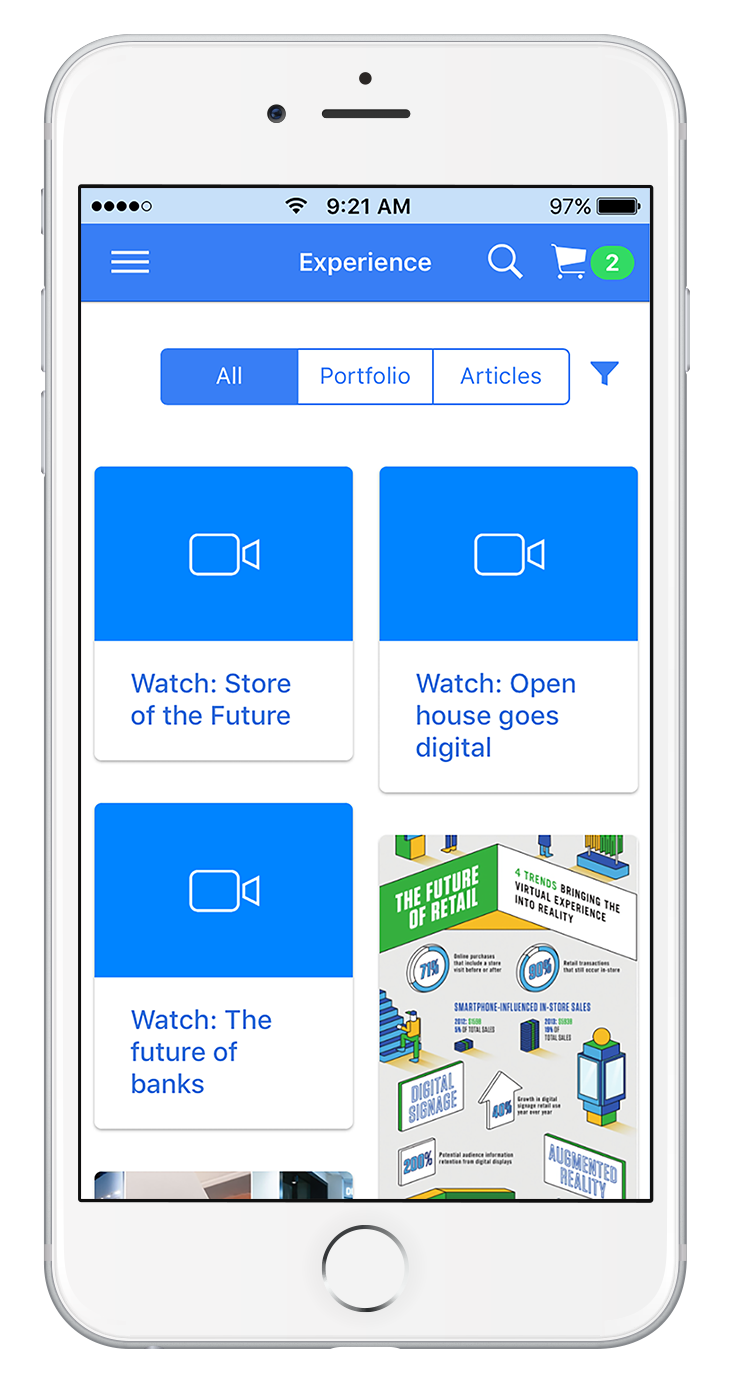 9:21 AM
97%
Experience
2
All
Portfolio
Articles
Watch: Store
of the Future
Watch: Open
house goes
digital
Watch: The
future of
banks
THE FUTURE
OF RETAIL
4 TRENDS BRINGING THE
VIRTUAL EXPERIENCE
INTO REALITY
71%
Online purchases
that include a store
visit before or after
90%
Retail transactions
that still occur in-store
SMARTPHONE-INFLUENCED IN-STORE SALES
2012: $158B
5% OF TOTAL SALES
2013: $593B
19% OF
TOTAL SALES
DIGITAL
SIGNAGE
40%
Growth in digital
signage retail use
year over year
200%
Potential audience information
retention from digital displays
AUGMENTED
REALITY